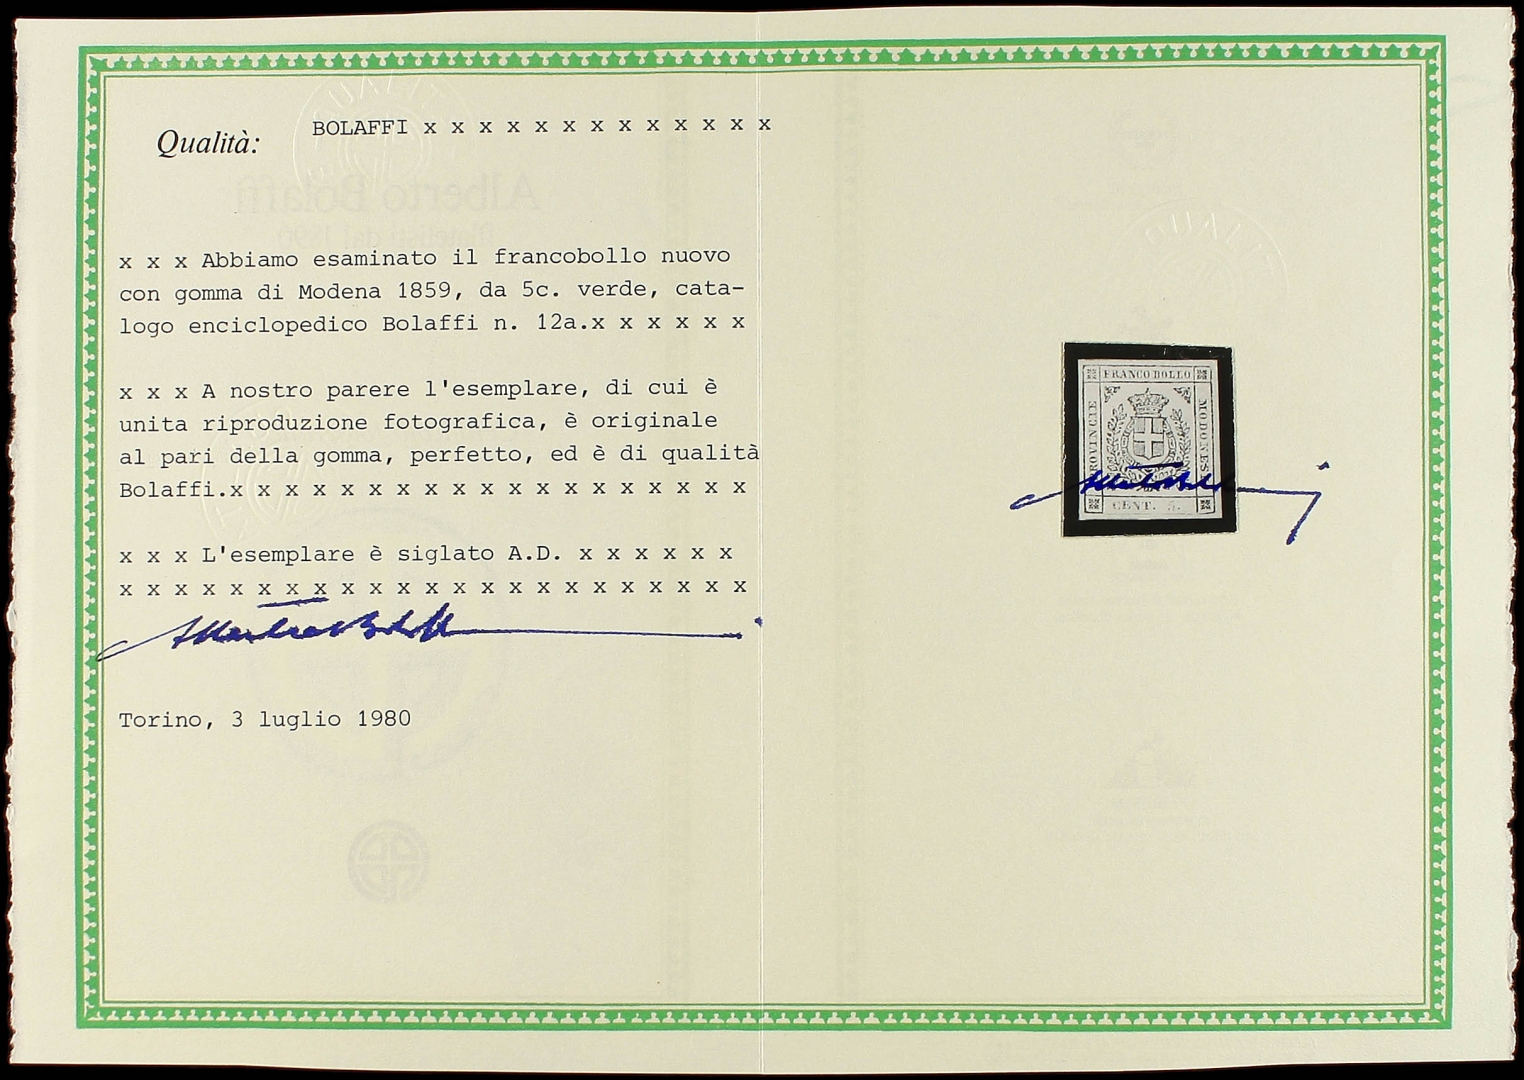 Qualità: BOLAFFI x x x x x x x x x x x x x
x x x Abbiamo esaminato il francobollo nuovo
con gomma di Modena 1859, da 5c. verde, cata-
logo enciclopedico Bolaffi n. 12a.x x x x x x
x x x A nostro parere l'esemplare, di cui è
unita riproduzione fotografica, è originale
al pari della gomma, perfetto, ed è di qualità
Bolaffi.x x x x x x x x x x x x x x x x x x x
x x x L'esemplare è siglato A.D. x x x x x x
x x x x x x x x x x x x x x x x x x x x x x x
Torino, 3 luglio 1980
FRANCO BOLLO
MODONESI
CENT. 5.